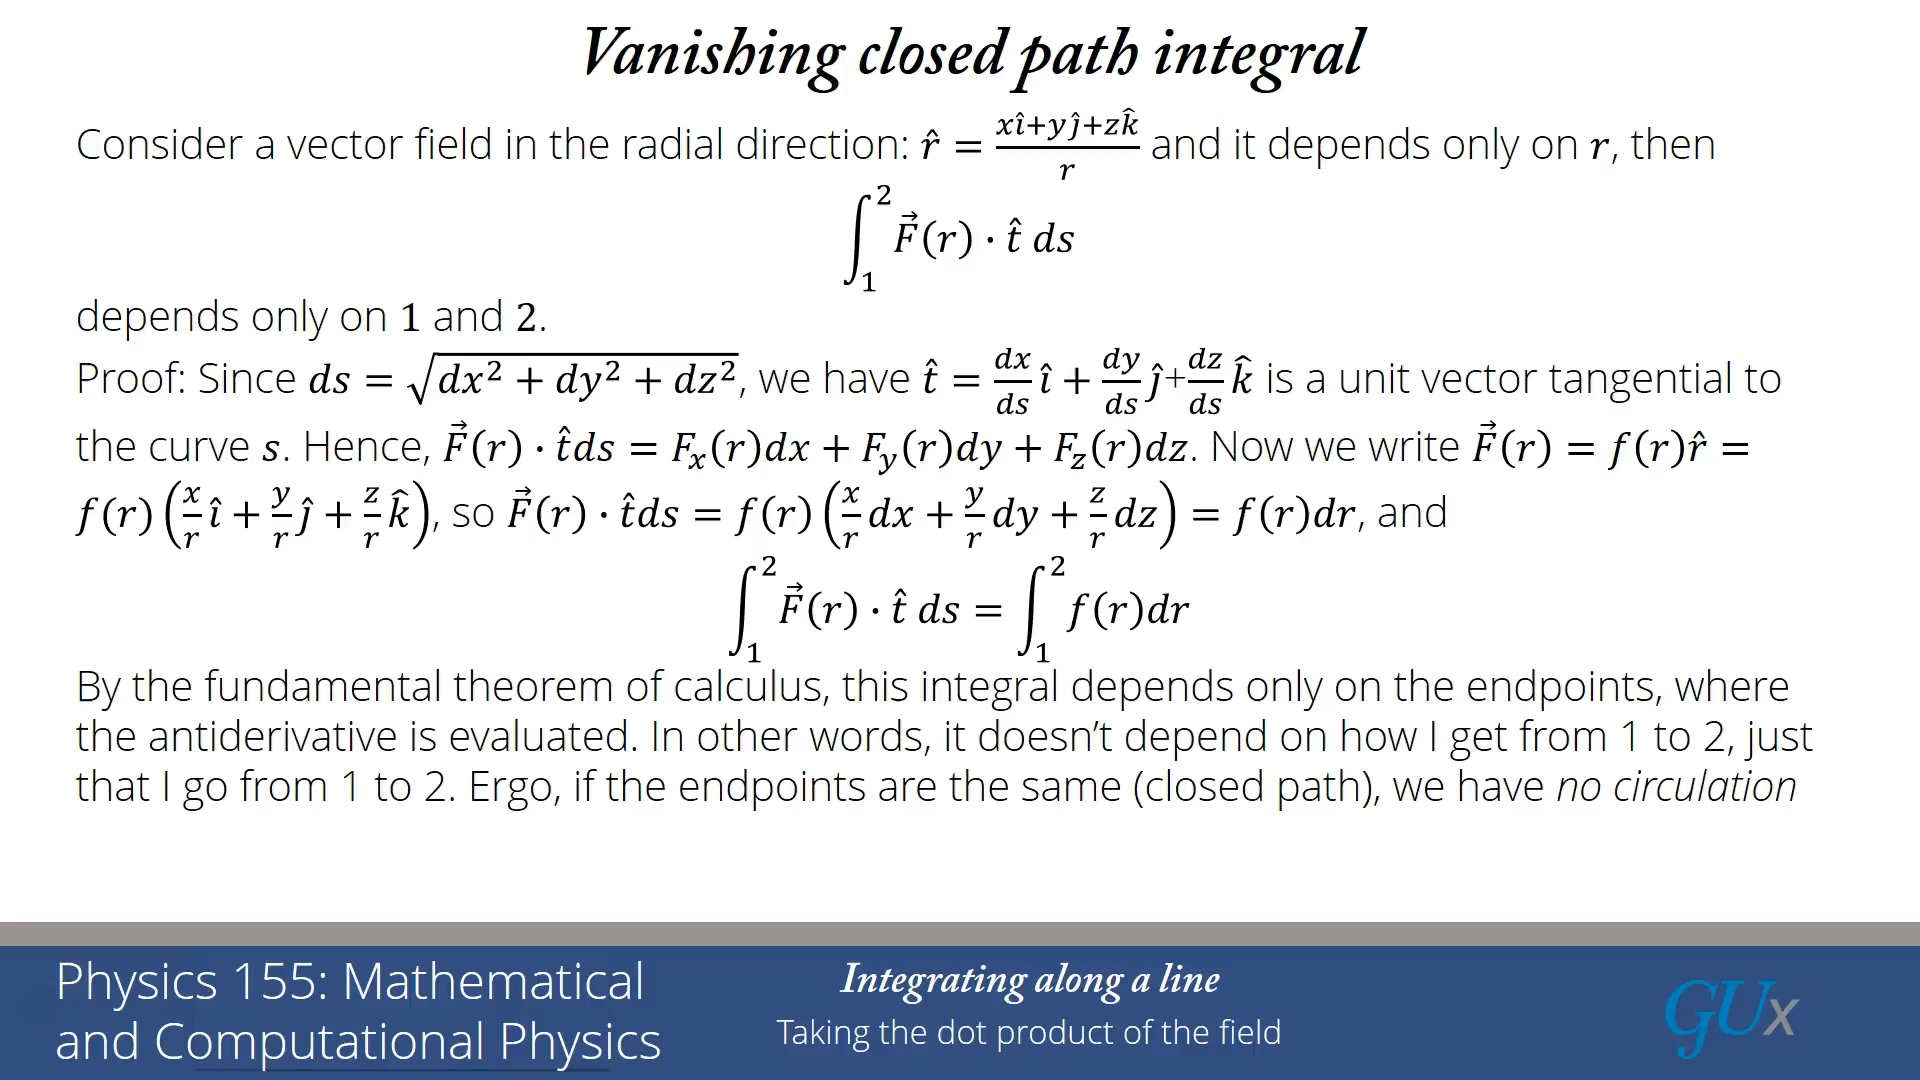 Vanishing closed path integral
Consider a vector field in the radial direction: r̂ = (xî+yĵ+zk̂)/r and it depends only on r, then
∫₁² F⃗(r) · t̂ ds
depends only on 1 and 2.
Proof: Since ds = √(dx² + dy² + dz²), we have t̂ = dx/ds î + dy/ds ĵ+dz/ds k̂ is a unit vector tangential to
the curve s. Hence, F⃗(r) · t̂ds = Fₓ(r)dx + F_y(r)dy + F_z(r)dz. Now we write F⃗(r) = f(r)r̂ =
f(r)(x/r î + y/r ĵ + z/r k̂), so F⃗(r) · t̂ds = f(r)(x/r dx + y/r dy + z/r dz) = f(r)dr, and
∫₁² F⃗(r) · t̂ ds = ∫₁² f(r)dr
By the fundamental theorem of calculus, this integral depends only on the endpoints, where
the antiderivative is evaluated. In other words, it doesn’t depend on how I get from 1 to 2, just
that I go from 1 to 2. Ergo, if the endpoints are the same (closed path), we have no circulation
Physics 155: Mathematical
and Computational Physics
Integrating along a line
Taking the dot product of the field
GUx